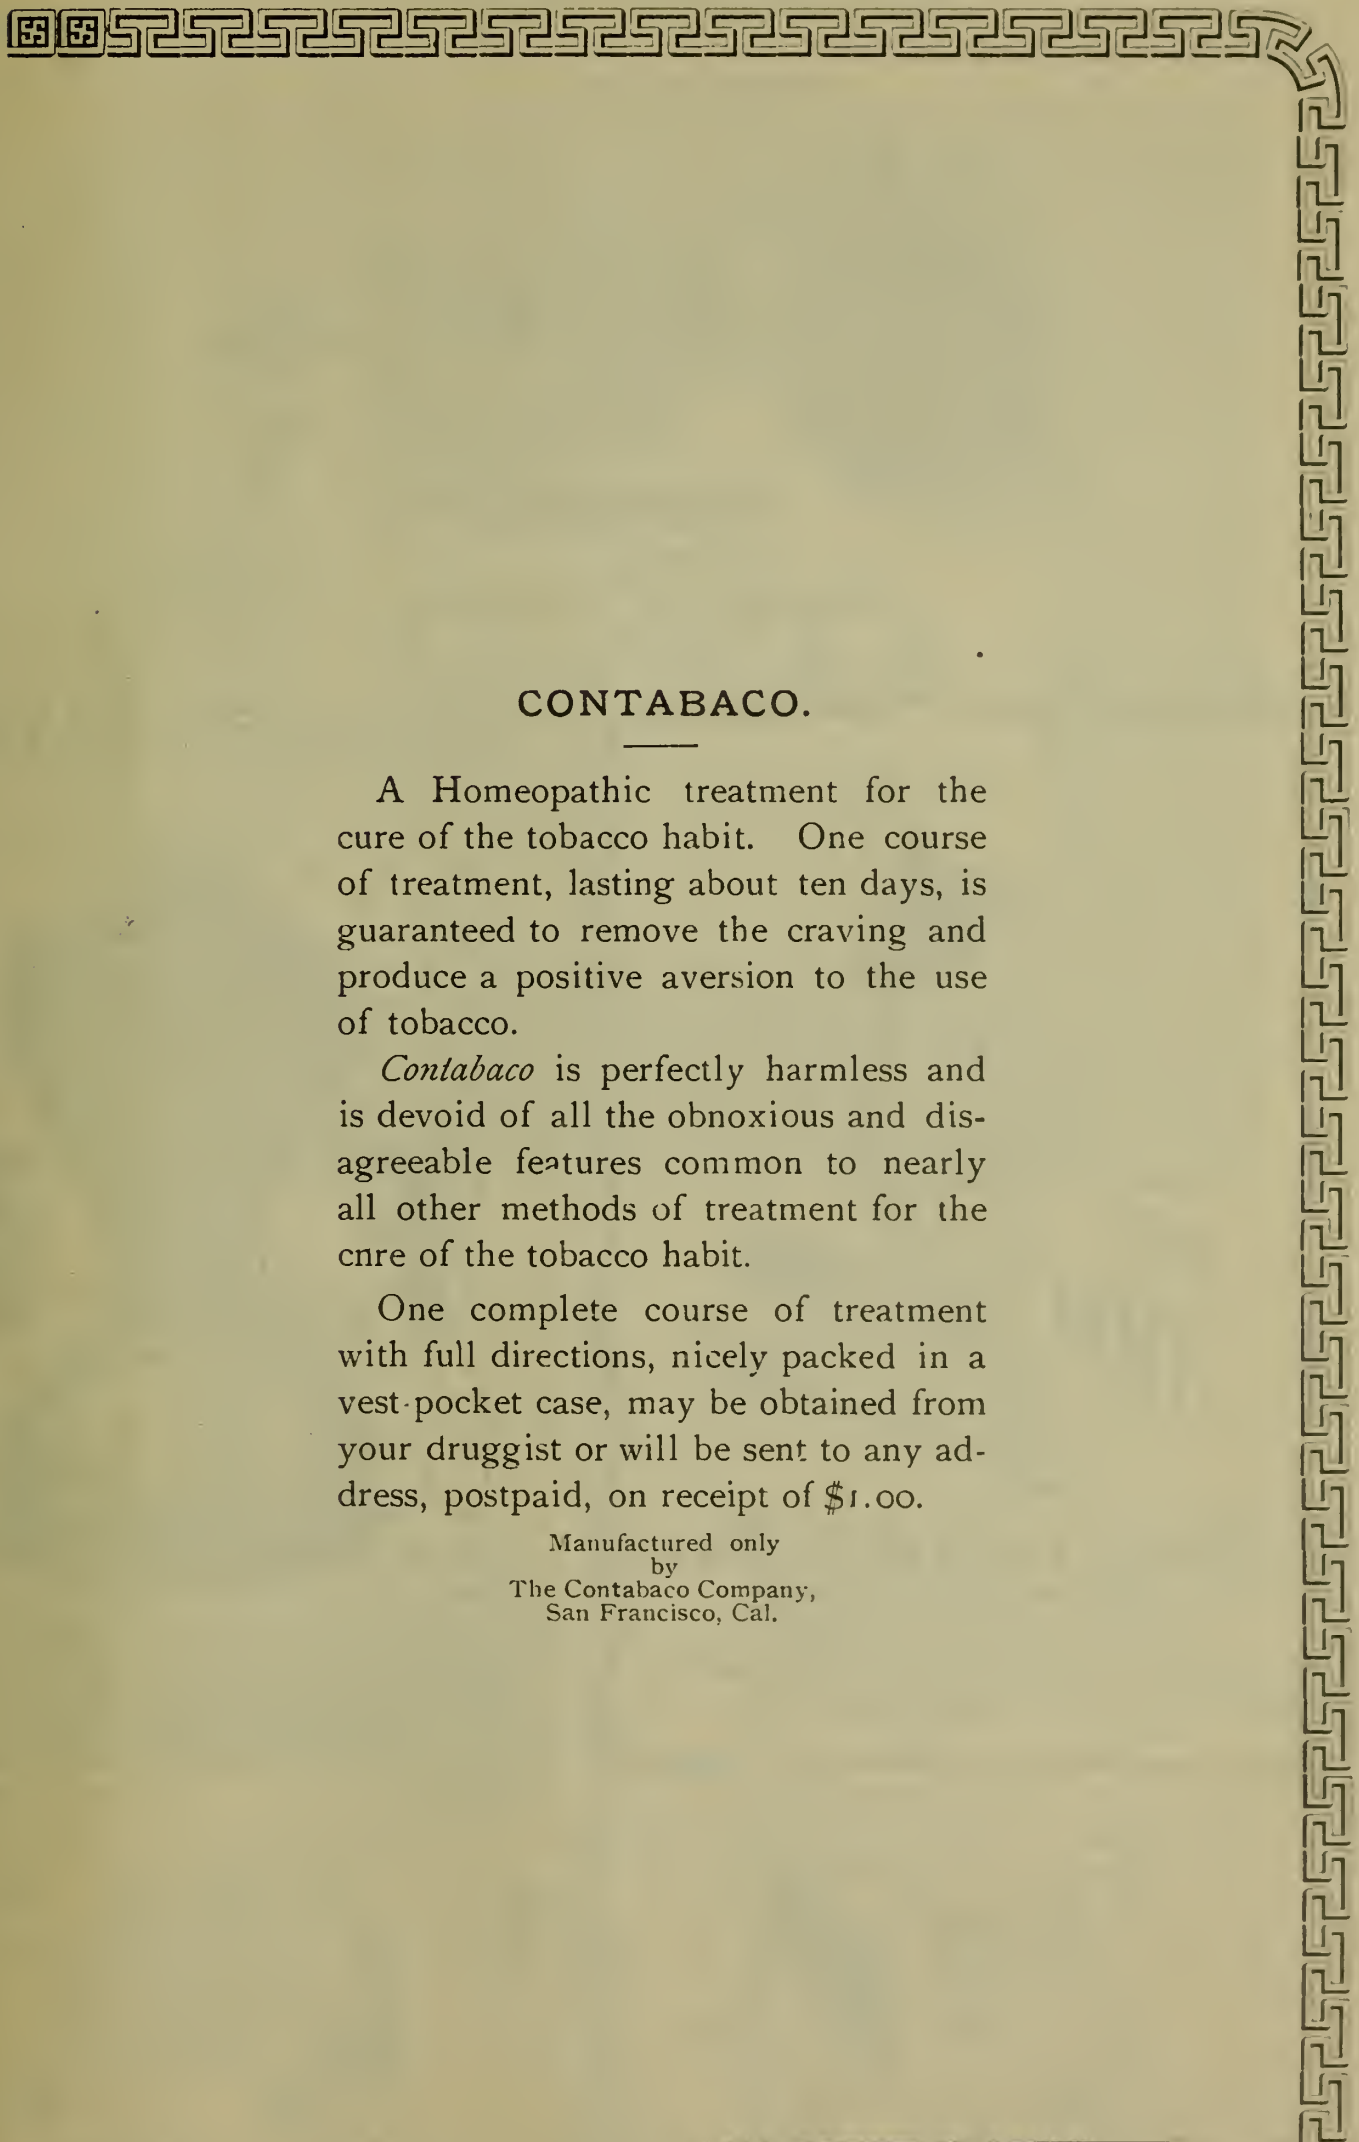 CONTABACO.
A Homeopathic treatment for the
cure of the tobacco habit. One course
of treatment, lasting about ten days, is
guaranteed to remove the craving and
produce a positive aversion to the use
of tobacco.
Contabaco is perfectly harmless and
is devoid of all the obnoxious and dis-
agreeable features common to nearly
all other methods of treatment for the
cnre of the tobacco habit.
One complete course of treatment
with full directions, nicely packed in a
vest-pocket case, may be obtained from
your druggist or will be sent to any ad-
dress, postpaid, on receipt of $1.00.
Manufactured only
by
The Contabaco Company,
San Francisco, Cal.